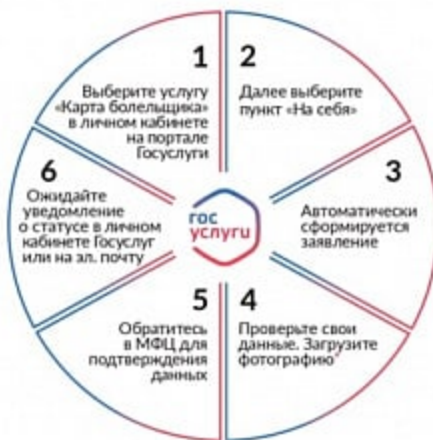 1
Выберите услугу
«Карта болельщика»
в личном кабинете
на портале
Госуслуги
2
Далее выберите
пункт «На себя»
3
Автоматически
сформируется
заявление
4
Проверьте свои
данные. Загрузите
фотографию*
5
Обратитесь
в МФЦ для
подтверждения
данных
6
Ожидайте
уведомление
о статусе в личном
кабинете Госуслуг
или на эл. почту
гос
услуги